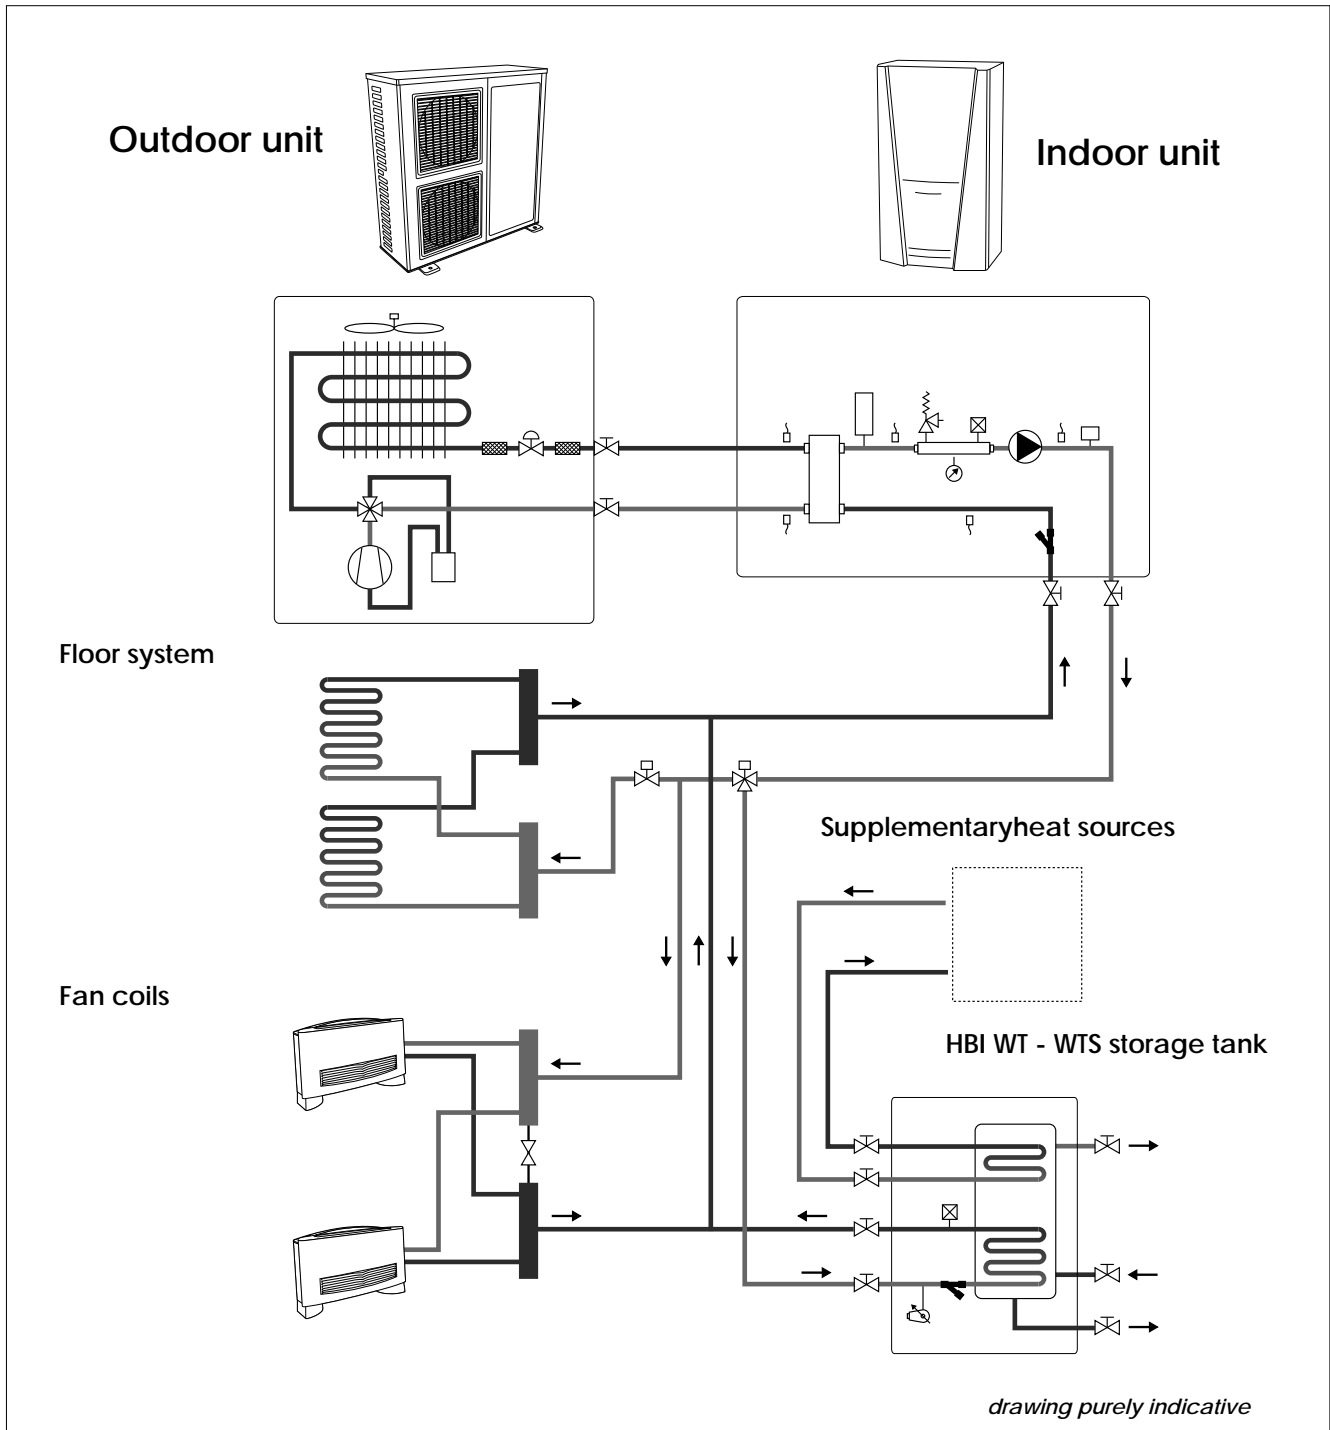 Outdoor unit
Indoor unit
Floor system
Supplementaryheat sources
Fan coils
HBI WT - WTS storage tank
drawing purely indicative